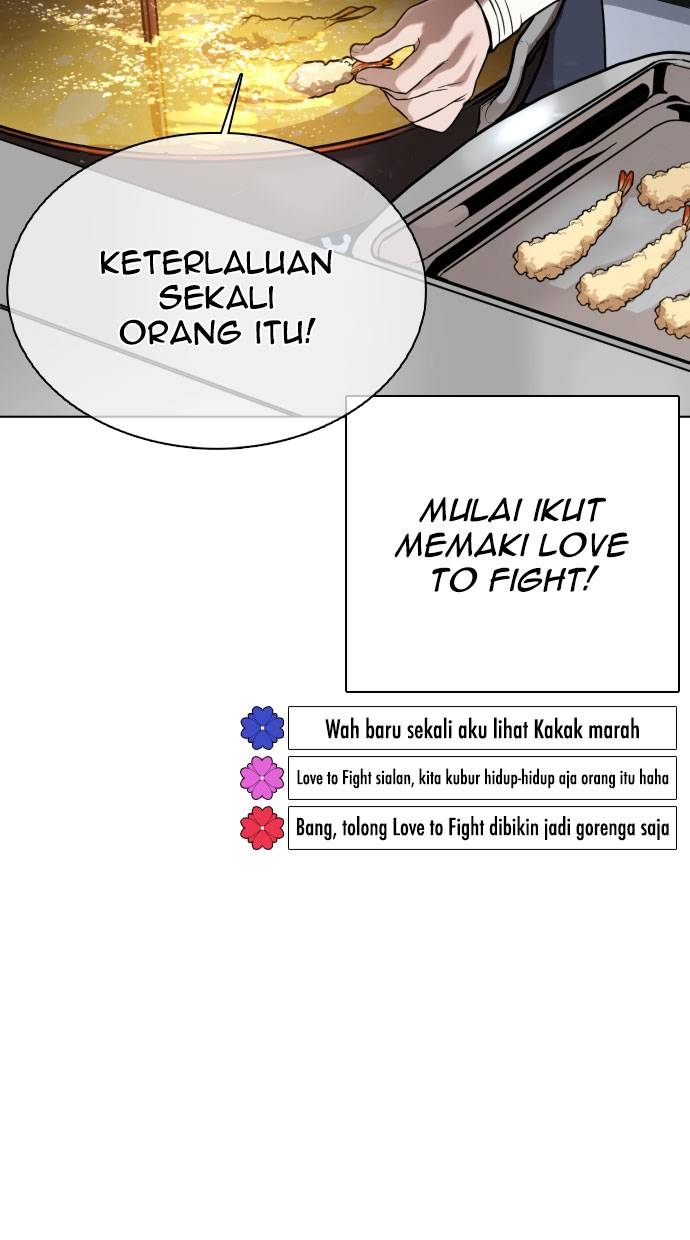 KETERLALUAN
SEKALI
ORANG ITU!
MULAI IKUT
MEMAKI LOVE
TO FIGHT!
Wah baru sekali aku lihat Kakak marah
Love to Fight sialan, kita kubur hidup-hidup aja orang itu haha
Bang, tolong Love to Fight dibikin jadi gorenga saja